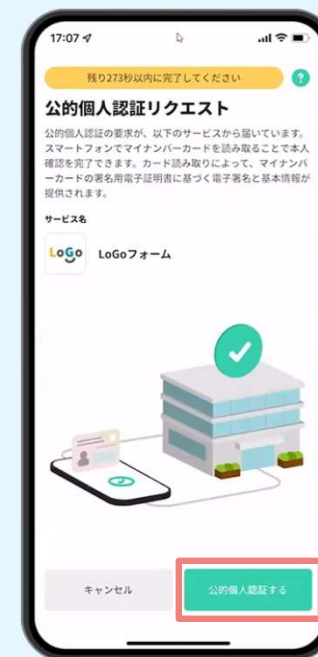 17:07
残り273秒以内に完了してください
?
公的個人認証リクエスト
公的個人認証の要求が、以下のサービスから届いています。
スマートフォンでマイナンバーカードを読み取ることで本人
確認を完了できます。カード読み取りによって、マイナンバ
ーカードの署名用電子証明書に基づく電子署名と基本情報が
提供されます。
サービス名
LoGo LoGoフォーム
キャンセル
公的個人認証する